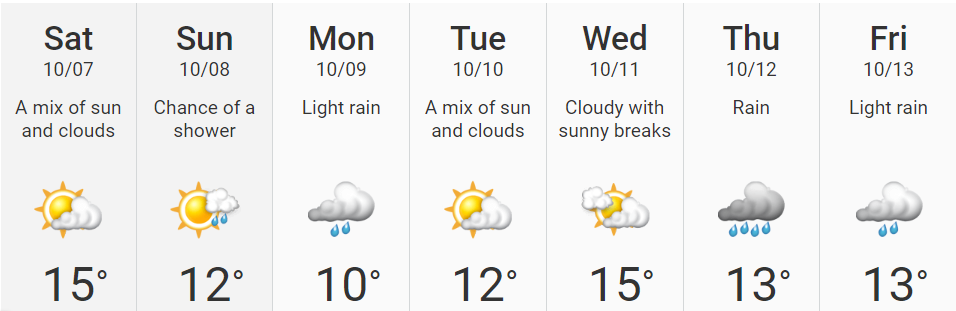 Sat
10/07
A mix of sun
and clouds
15°
Sun
10/08
Chance of a
shower
12°
Mon
10/09
Light rain
10°
Tue
10/10
A mix of sun
and clouds
12°
Wed
10/11
Cloudy with
sunny breaks
15°
Thu
10/12
Rain
13°
Fri
10/13
Light rain
13°